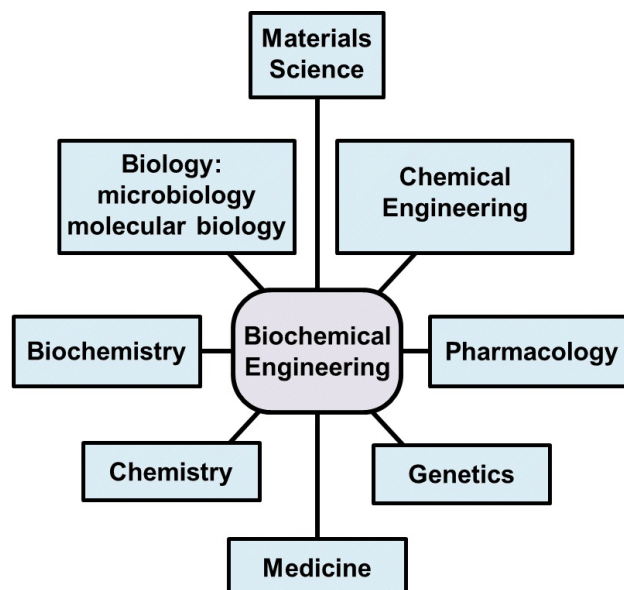 Materials
Science
Biology:
microbiology
molecular biology
Chemical
Engineering
Biochemistry
Biochemical
Engineering
Pharmacology
Chemistry
Genetics
Medicine